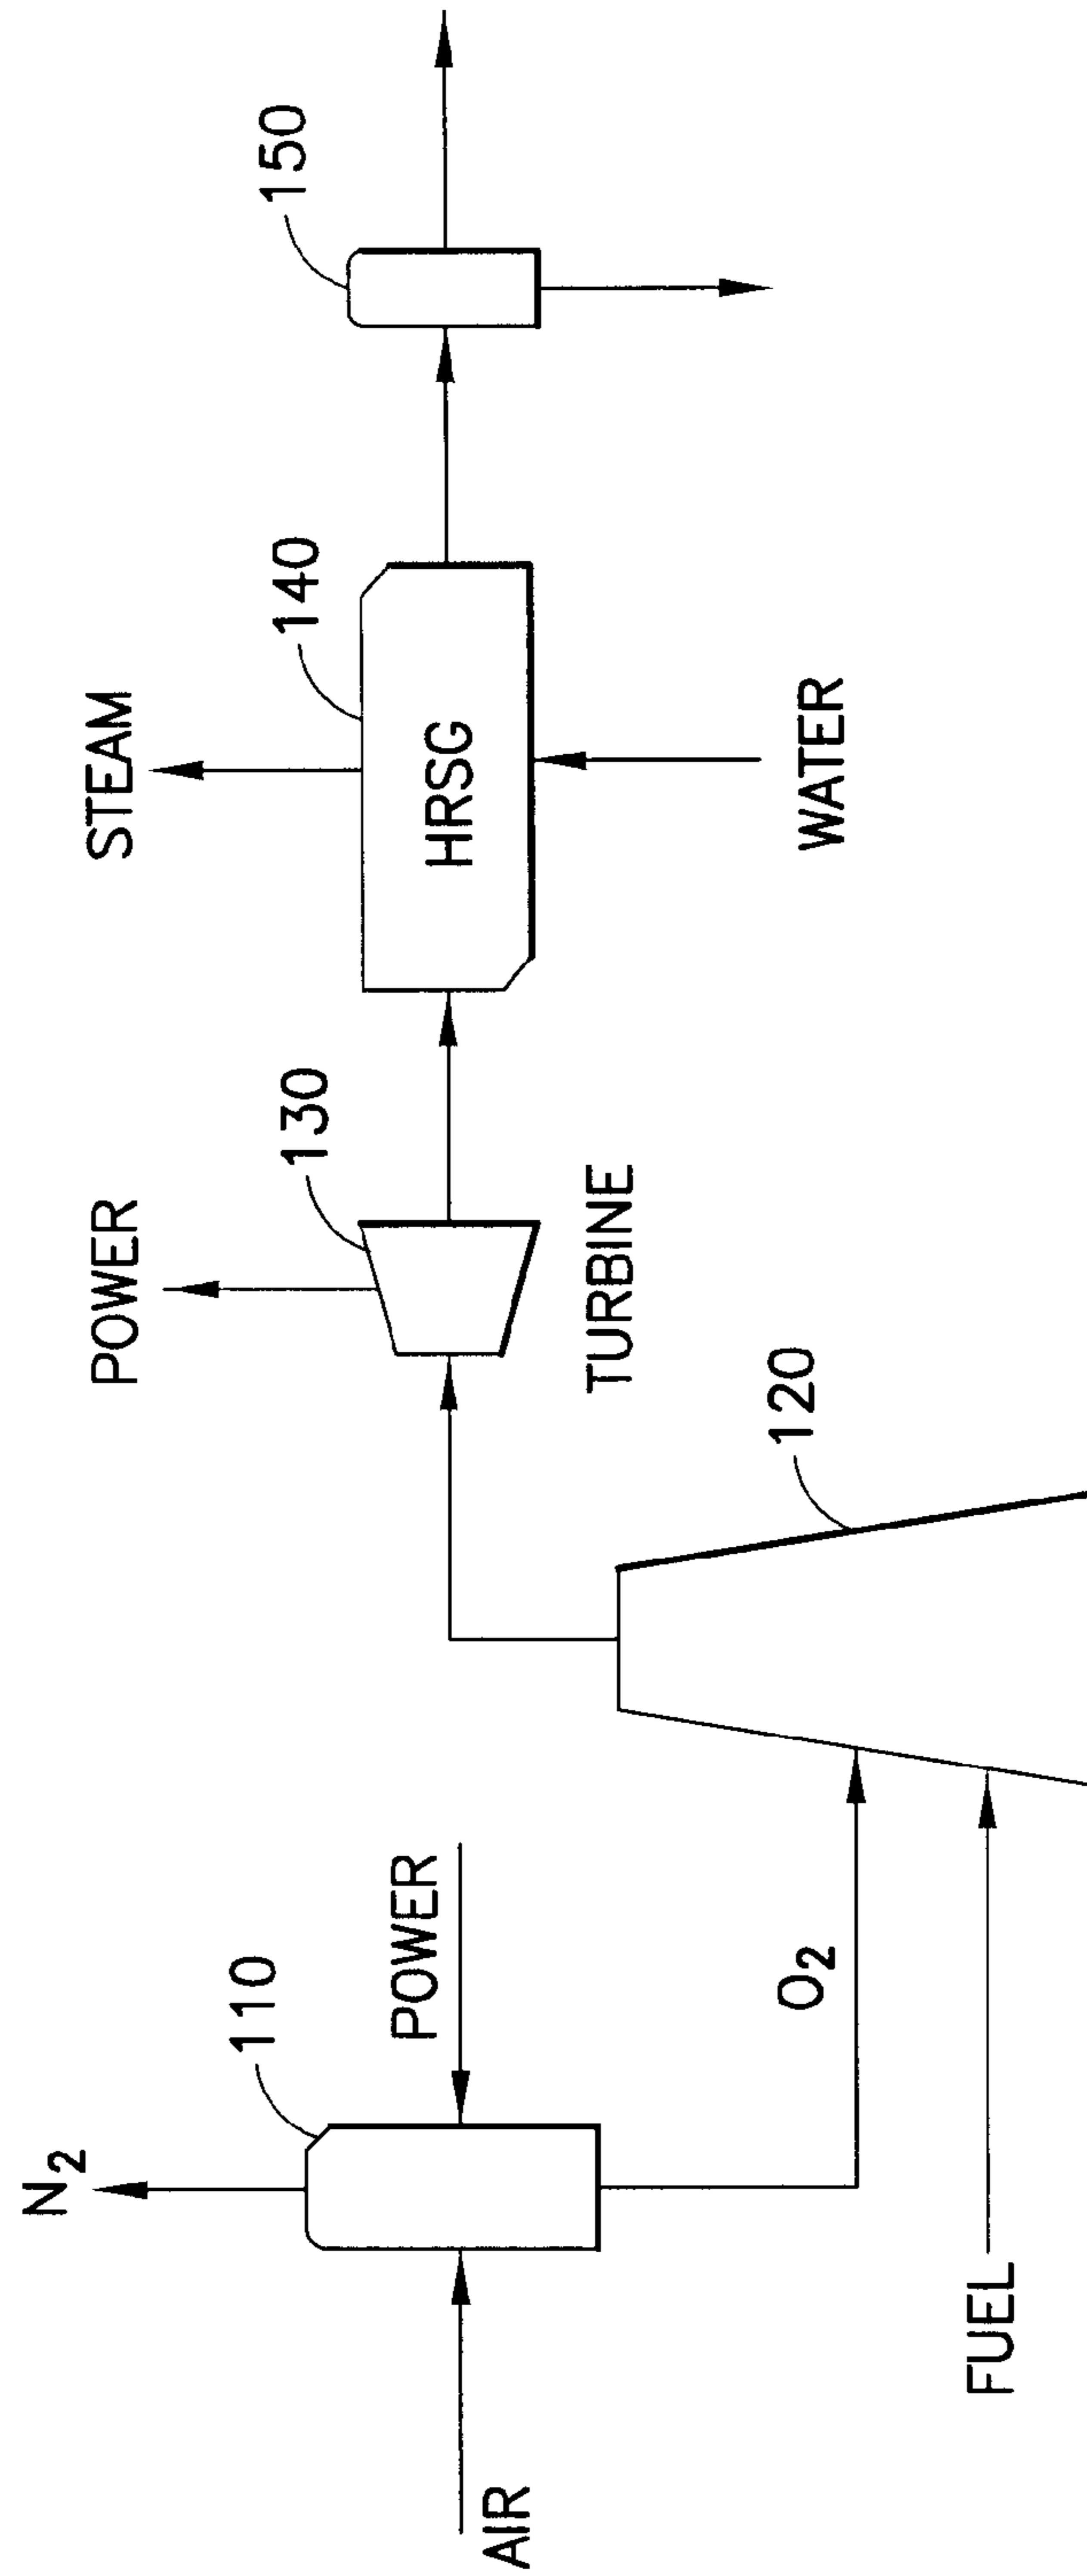 N2
110
AIR
POWER
O2
FUEL
120
POWER
130
TURBINE
STEAM
140
HRSG
WATER
150